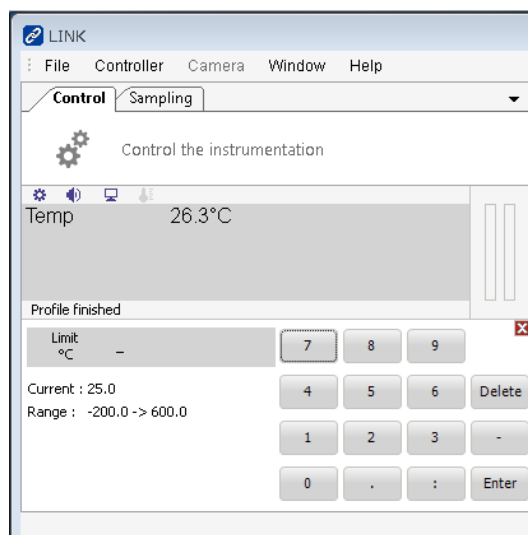 LINK
File Controller Camera Window Help
Control Sampling
Control the instrumentation
Temp 26.3°C
Profile finished
Limit
°C –
7 8 9
Current : 25.0
4 5 6 Delete
Range : -200.0 -> 600.0
1 2 3 -
0 . : Enter